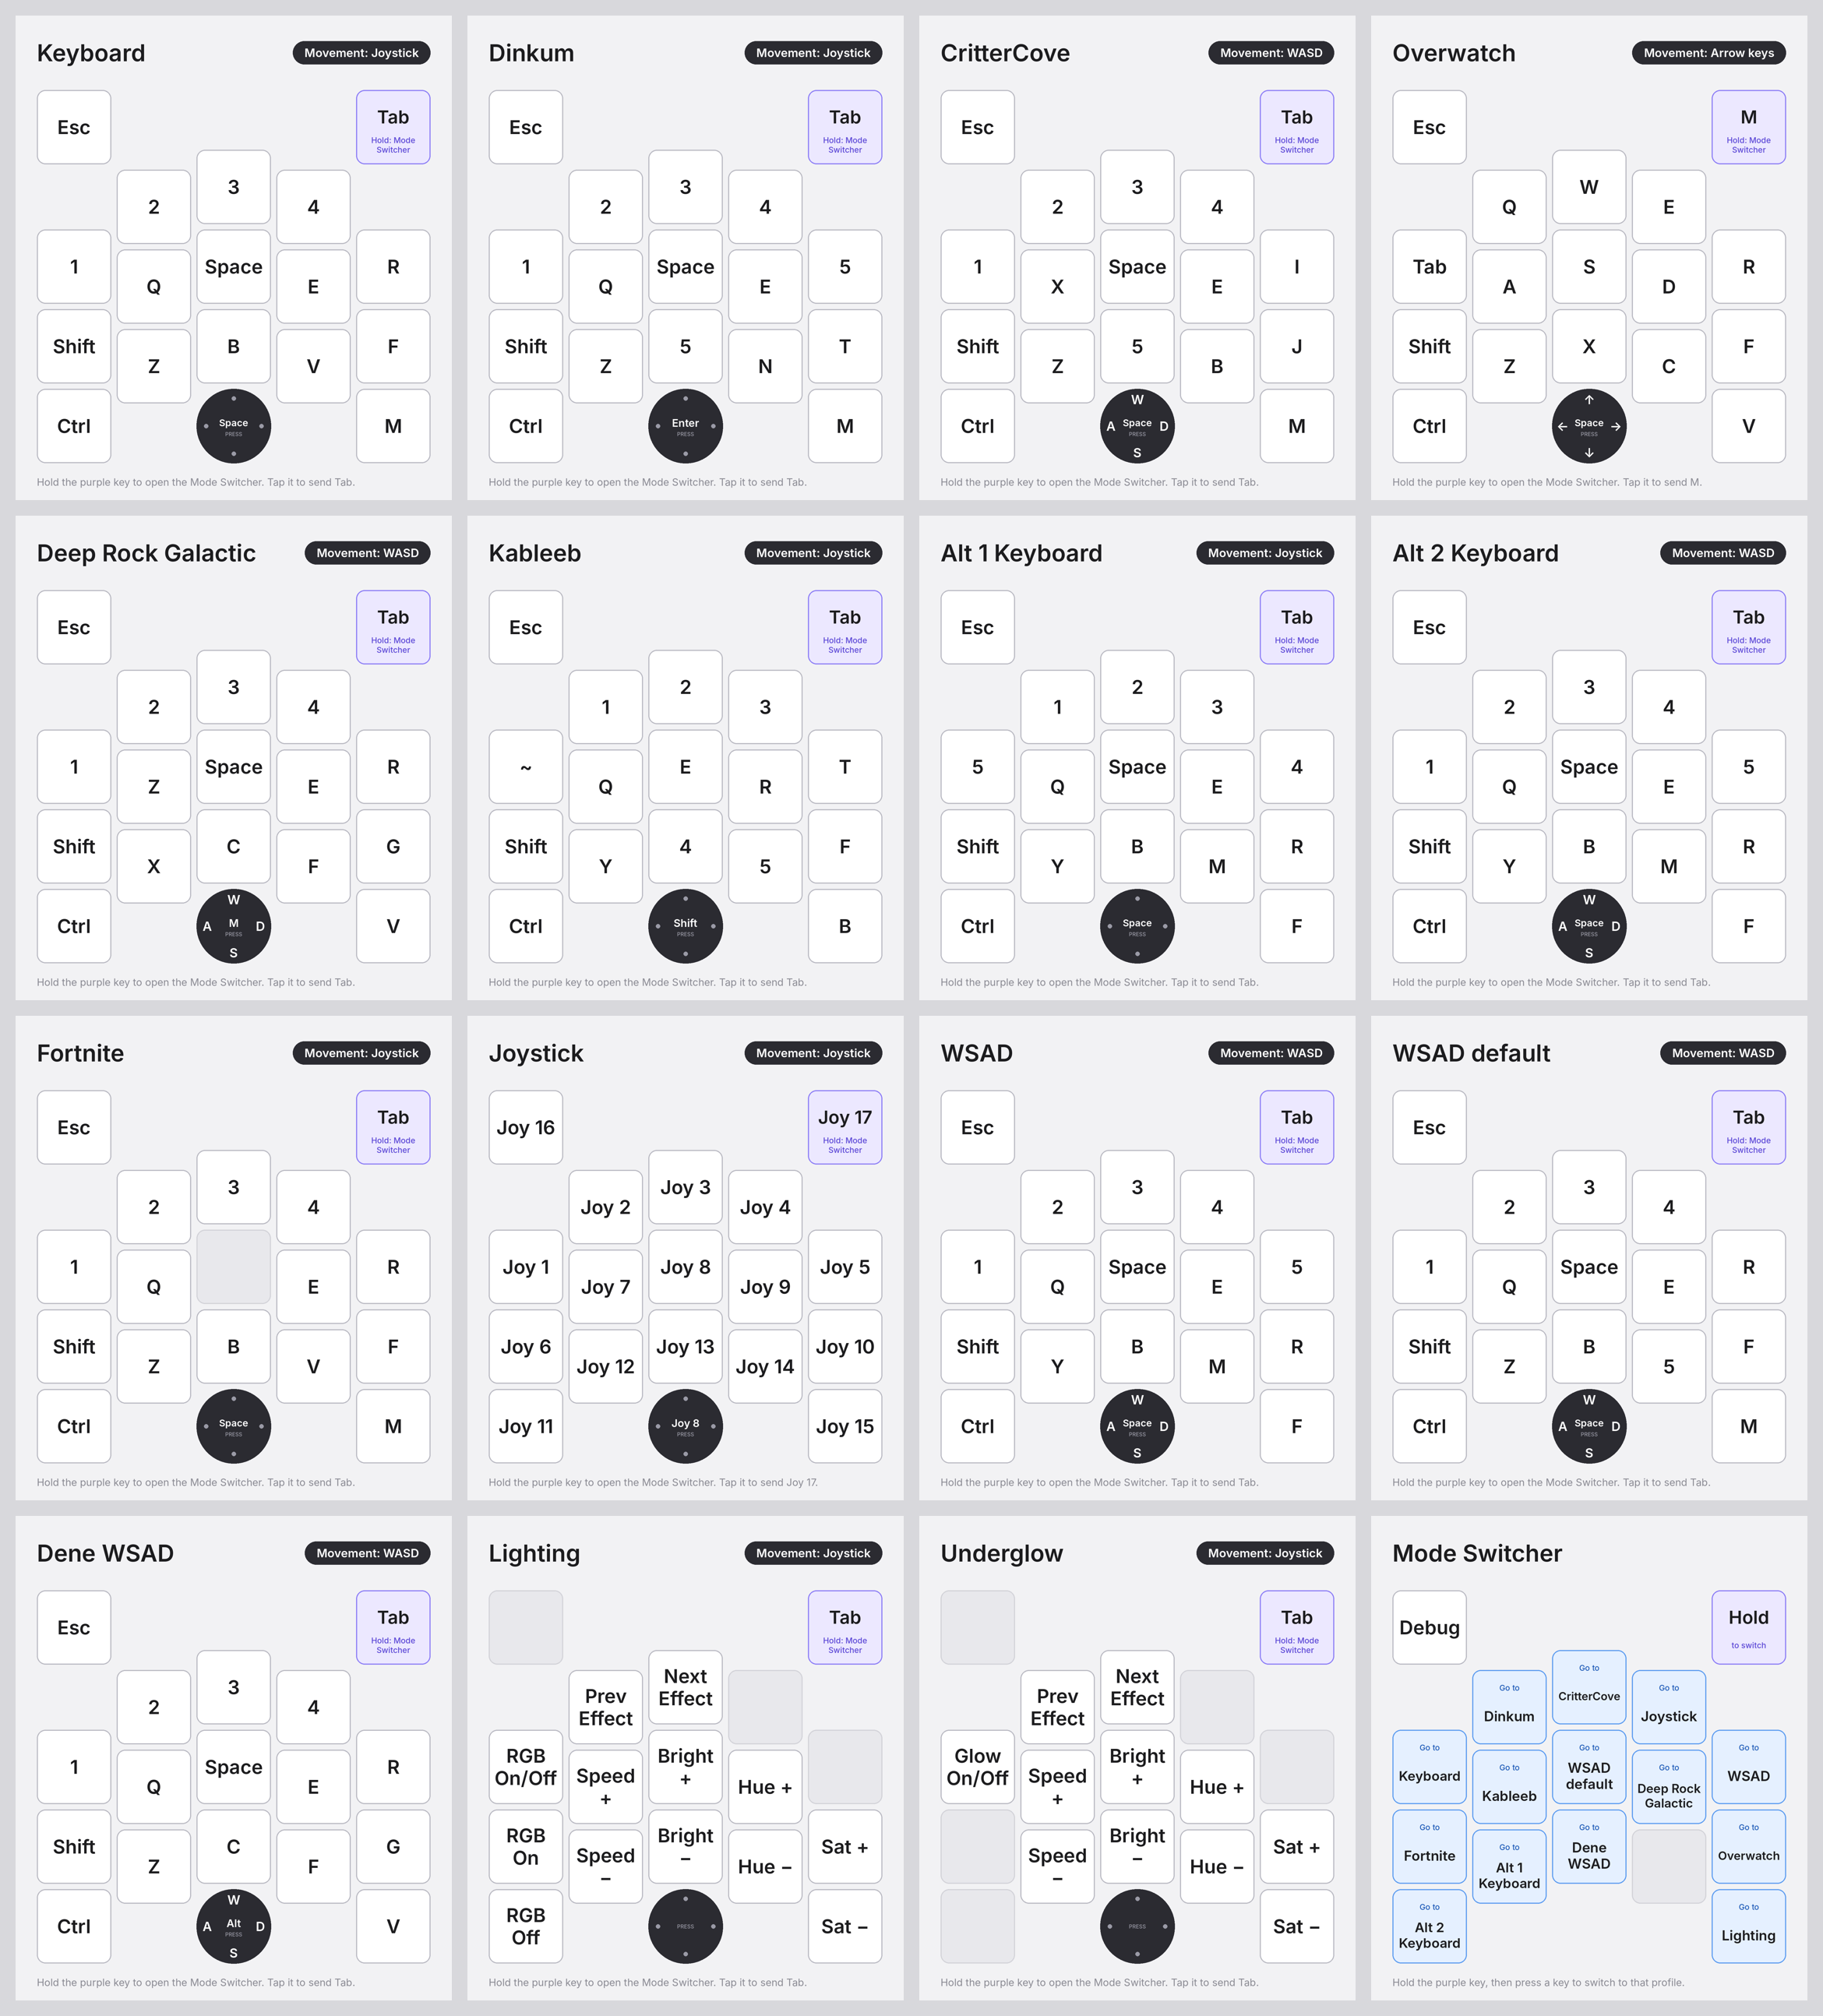 Keyboard
Movement: Joystick
Esc
Tab
Hold: Mode
Switcher
3
2
4
1
Space
R
Q
E
Shift
B
F
Z
V
Ctrl
Space
PRESS
M
Hold the purple key to open the Mode Switcher. Tap it to send Tab.
Dinkum
Movement: Joystick
Esc
Tab
Hold: Mode
Switcher
3
2
4
1
Space
5
Q
E
Shift
5
T
Z
N
Ctrl
Enter
PRESS
M
Hold the purple key to open the Mode Switcher. Tap it to send Tab.
CritterCove
Movement: WASD
Esc
Tab
Hold: Mode
Switcher
3
2
4
1
Space
I
X
E
Shift
5
J
Z
B
W
Ctrl
A
Space
D
PRESS
S
M
Hold the purple key to open the Mode Switcher. Tap it to send Tab.
Overwatch
Movement: Arrow keys
Esc
M
Hold: Mode
Switcher
W
Q
E
Tab
S
R
A
D
Shift
X
F
Z
C
↑
Ctrl
←
Space
→
PRESS
↓
V
Hold the purple key to open the Mode Switcher. Tap it to send M.
Deep Rock Galactic
Movement: WASD
Esc
Tab
Hold: Mode
Switcher
3
2
4
1
Space
R
Z
E
Shift
C
G
X
F
W
Ctrl
A
M
D
PRESS
S
V
Hold the purple key to open the Mode Switcher. Tap it to send Tab.
Kableeb
Movement: Joystick
Esc
Tab
Hold: Mode
Switcher
2
1
3
~
E
T
Q
R
Shift
4
F
Y
5
Ctrl
Shift
PRESS
B
Hold the purple key to open the Mode Switcher. Tap it to send Tab.
Alt 1 Keyboard
Movement: Joystick
Esc
Tab
Hold: Mode
Switcher
2
1
3
5
Space
4
Q
E
Shift
B
R
Y
M
Ctrl
Space
PRESS
F
Hold the purple key to open the Mode Switcher. Tap it to send Tab.
Alt 2 Keyboard
Movement: WASD
Esc
Tab
Hold: Mode
Switcher
3
2
4
1
Space
5
Q
E
Shift
B
R
Y
M
W
Ctrl
A
Space
D
PRESS
S
F
Hold the purple key to open the Mode Switcher. Tap it to send Tab.
Fortnite
Movement: Joystick
Esc
Tab
Hold: Mode
Switcher
3
2
4
1
R
Q
E
Shift
B
F
Z
V
Ctrl
Space
PRESS
M
Hold the purple key to open the Mode Switcher. Tap it to send Tab.
Joystick
Movement: Joystick
Joy 16
Joy 17
Hold: Mode
Switcher
Joy 3
Joy 2
Joy 4
Joy 1
Joy 8
Joy 5
Joy 7
Joy 9
Joy 6
Joy 13
Joy 10
Joy 12
Joy 14
Joy 11
Joy 8
PRESS
Joy 15
Hold the purple key to open the Mode Switcher. Tap it to send Joy 17.
WSAD
Movement: WASD
Esc
Tab
Hold: Mode
Switcher
3
2
4
1
Space
5
Q
E
Shift
B
R
Y
M
W
Ctrl
A
Space
D
PRESS
S
F
Hold the purple key to open the Mode Switcher. Tap it to send Tab.
WSAD default
Movement: WASD
Esc
Tab
Hold: Mode
Switcher
3
2
4
1
Space
R
Q
E
Shift
B
F
Z
5
W
Ctrl
A
Space
D
PRESS
S
M
Hold the purple key to open the Mode Switcher. Tap it to send Tab.
Dene WSAD
Movement: WASD
Esc
Tab
Hold: Mode
Switcher
3
2
4
1
Space
R
Q
E
Shift
C
G
Z
F
W
Ctrl
A
Alt
D
PRESS
S
V
Hold the purple key to open the Mode Switcher. Tap it to send Tab.
Lighting
Movement: Joystick
Tab
Hold: Mode
Switcher
Next
Effect
Prev
Effect
RGB
On/Off
Bright
+
Speed
+
Hue +
RGB
On
Bright
−
Sat +
Speed
−
Hue −
RGB
Off
PRESS
Sat −
Hold the purple key to open the Mode Switcher. Tap it to send Tab.
Underglow
Movement: Joystick
Tab
Hold: Mode
Switcher
Next
Effect
Prev
Effect
Glow
On/Off
Bright
+
Speed
+
Hue +
Bright
−
Sat +
Speed
−
Hue −
PRESS
Sat −
Hold the purple key to open the Mode Switcher. Tap it to send Tab.
Mode Switcher
Debug
Hold
to switch
Go to
CritterCove
Go to
Dinkum
Go to
Joystick
Go to
Keyboard
Go to
WSAD
default
Go to
WSAD
Go to
Kableeb
Go to
Deep Rock
Galactic
Go to
Fortnite
Go to
Dene
WSAD
Go to
Overwatch
Go to
Alt 1
Keyboard
Go to
Alt 2
Keyboard
Go to
Lighting
Hold the purple key, then press a key to switch to that profile.